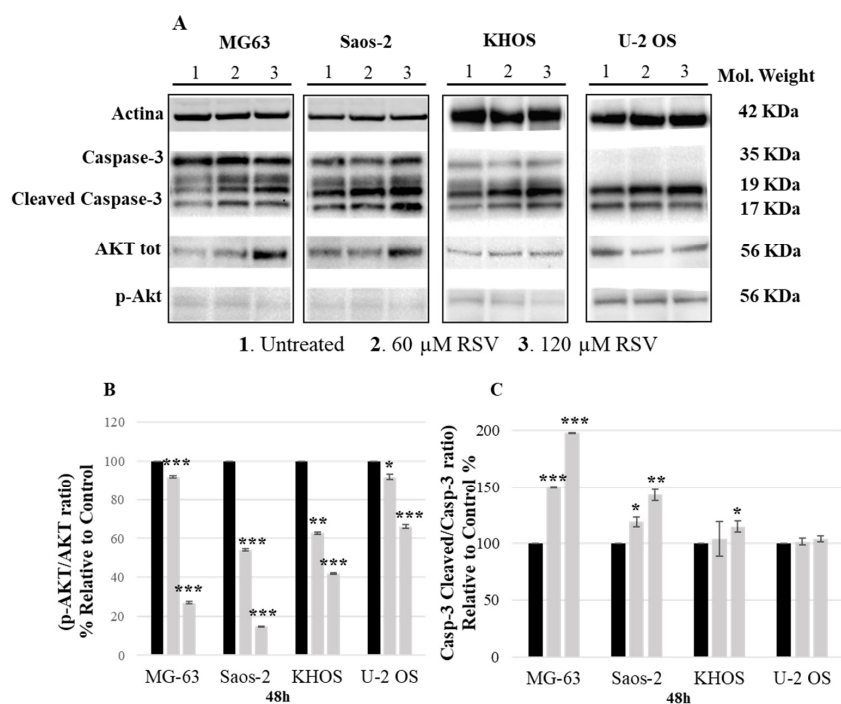 A
MG63 Saos-2 KHOS U-2 OS
1 2 3 1 2 3 1 2 3 1 2 3 Mol. Weight
Actina 42 KDa
Caspase-3 35 KDa
19 KDa
Cleaved Caspase-3
17 KDa
AKT tot 56 KDa
p-Akt 56 KDa
1. Untreated 2. 60 µM RSV 3. 120 µM RSV
B
(p-AKT/AKT ratio)
% Relative to Control
120
100
80
60
40
20
0
*** ***
*** ***
** ***
* ***
MG-63 Saos-2 KHOS U-2 OS
48h
C
Casp-3 Cleaved/Casp-3 ratio)
Relative to Control %
200
150
100
50
0
*** ***
* **
*
MG-63 Saos-2 KHOS U-2 OS
48h